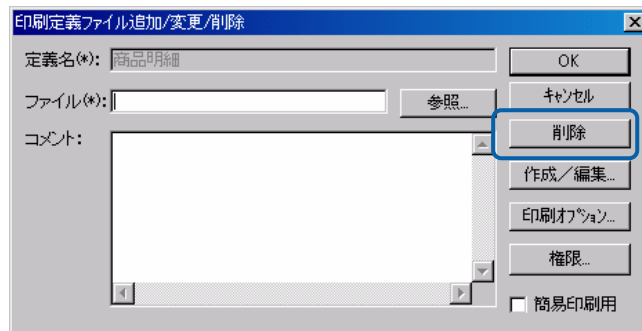 印刷定義ファイル追加/変更/削除
定義名(*): 商品明細
OK
ファイル(*):
参照...
キャンセル
コメント:
削除
作成／編集...
印刷オプション...
権限...
簡易印刷用